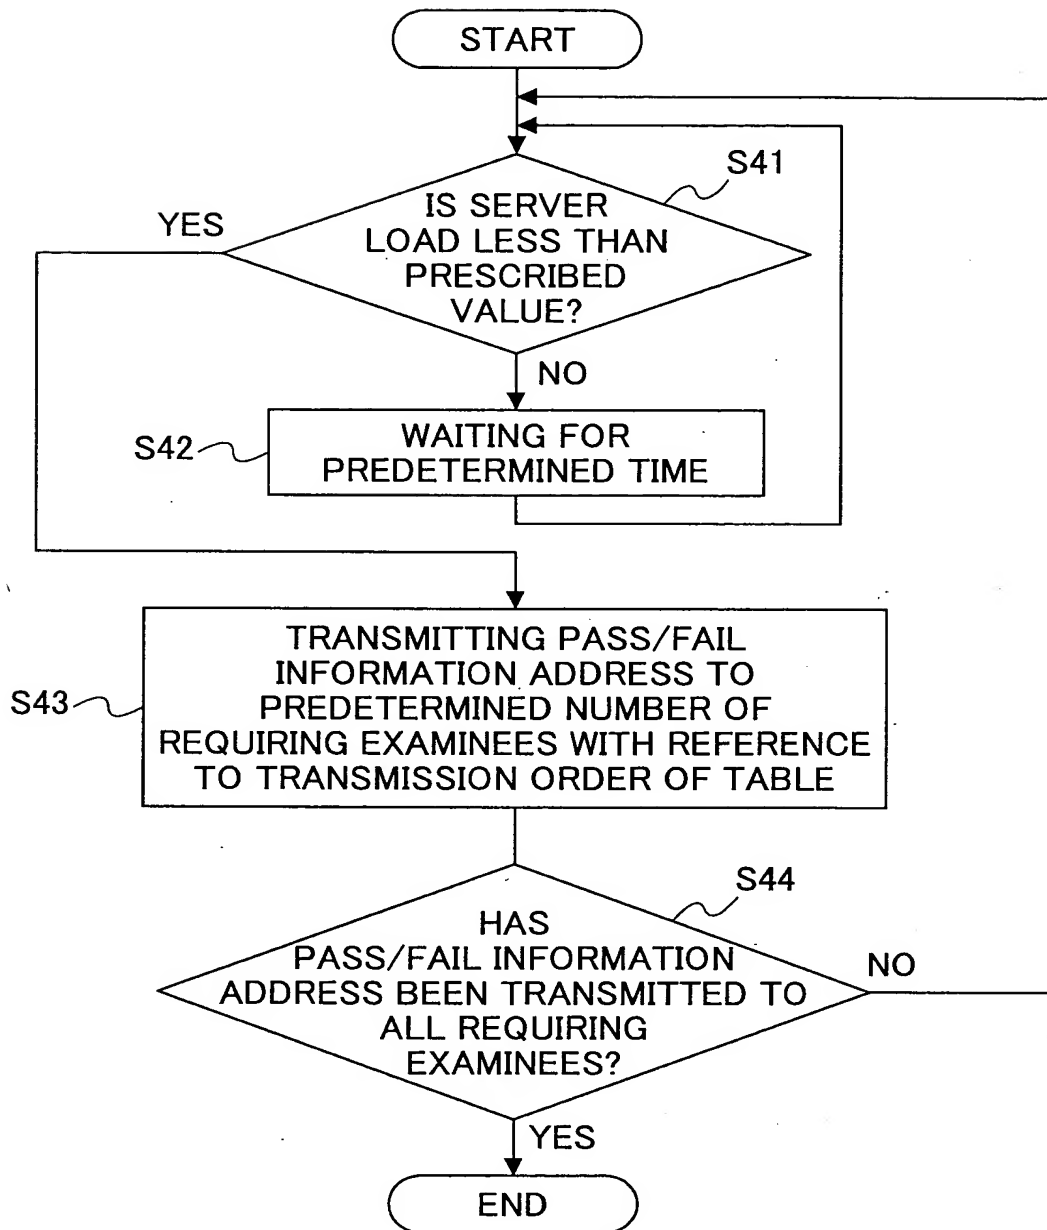 START
S41
YES
IS SERVER
LOAD LESS THAN
PRESCRIBED
VALUE?
NO
S42
WAITING FOR
PREDETERMINED TIME
S43
TRANSMITTING PASS/FAIL
INFORMATION ADDRESS TO
PREDETERMINED NUMBER OF
REQUIRING EXAMINEES WITH REFERENCE
TO TRANSMISSION ORDER OF TABLE
S44
HAS
PASS/FAIL INFORMATION
ADDRESS BEEN TRANSMITTED TO
ALL REQUIRING
EXAMINEES?
NO
YES
END